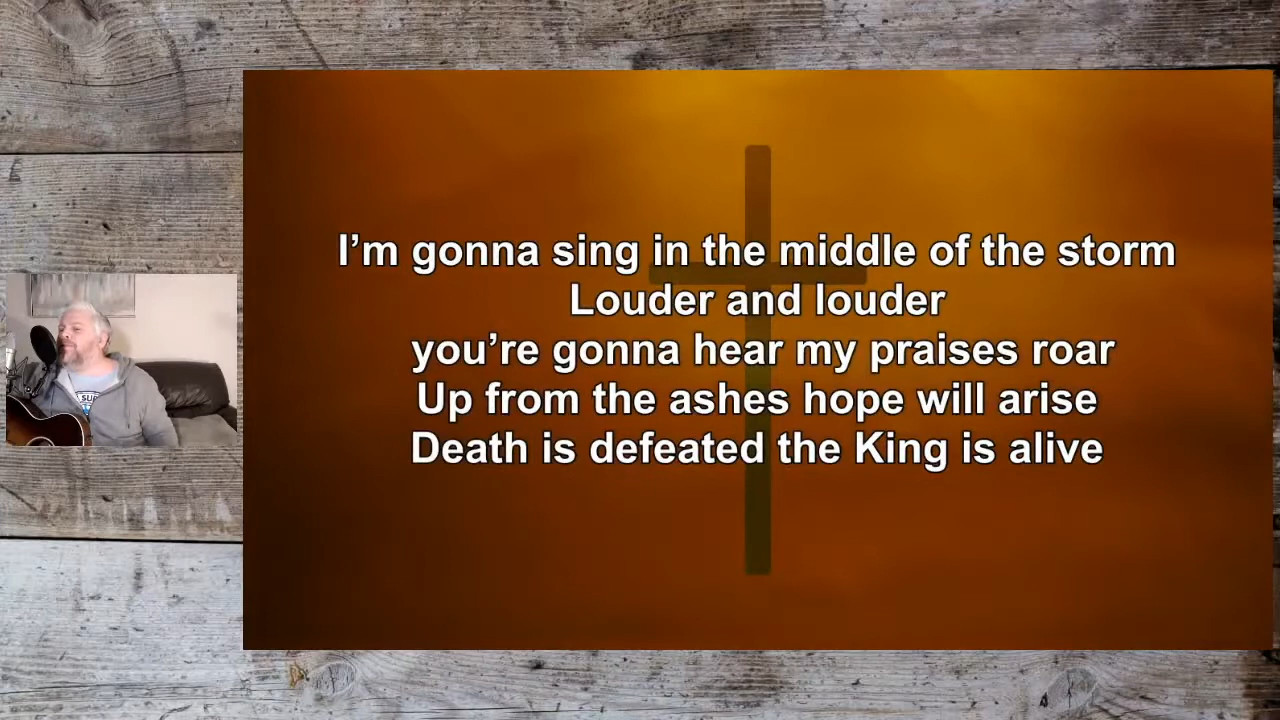 I’m gonna sing in the middle of the storm
Louder and louder
you’re gonna hear my praises roar
Up from the ashes hope will arise
Death is defeated the King is alive